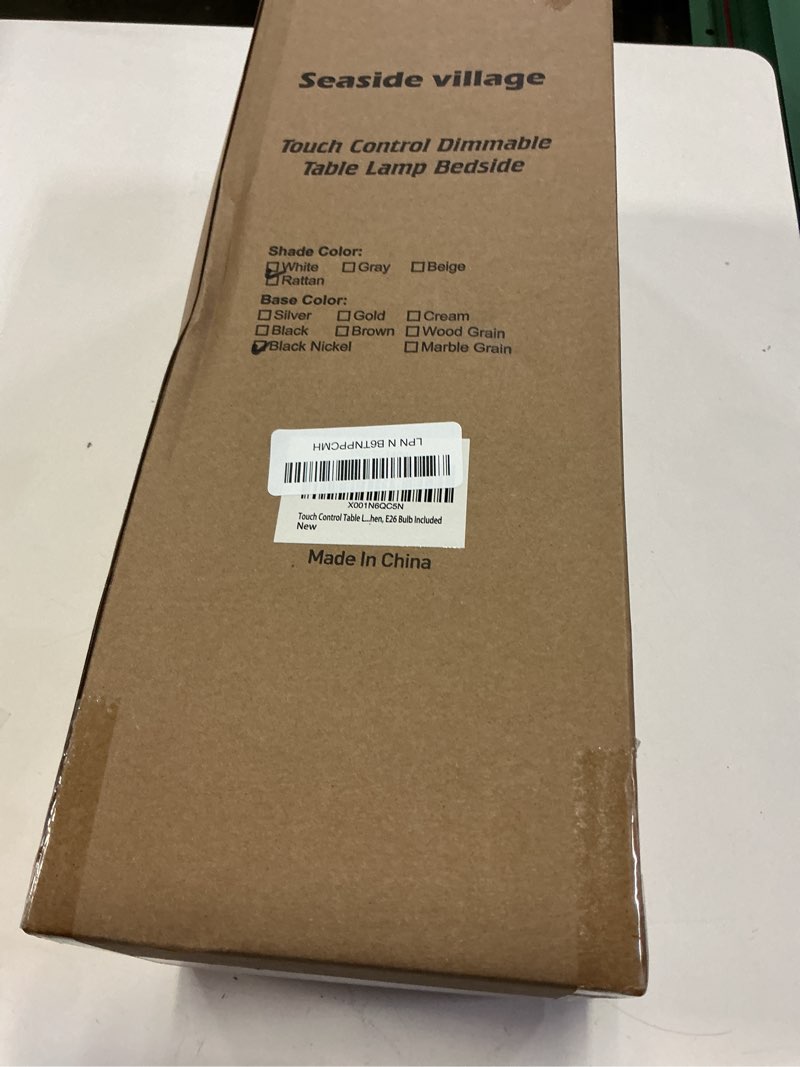 Seaside village
Touch Control Dimmable
Table Lamp Bedside
Shade Color:
White Gray Beige
Rattan
Base Color:
Silver Gold Cream
Black Brown Wood Grain
Black Nickel Marble Grain
LPN N B6TNPPCMH
X001N6QC5N
Touch Control Table L...hen, E26 Bulb Included
New
Made In China